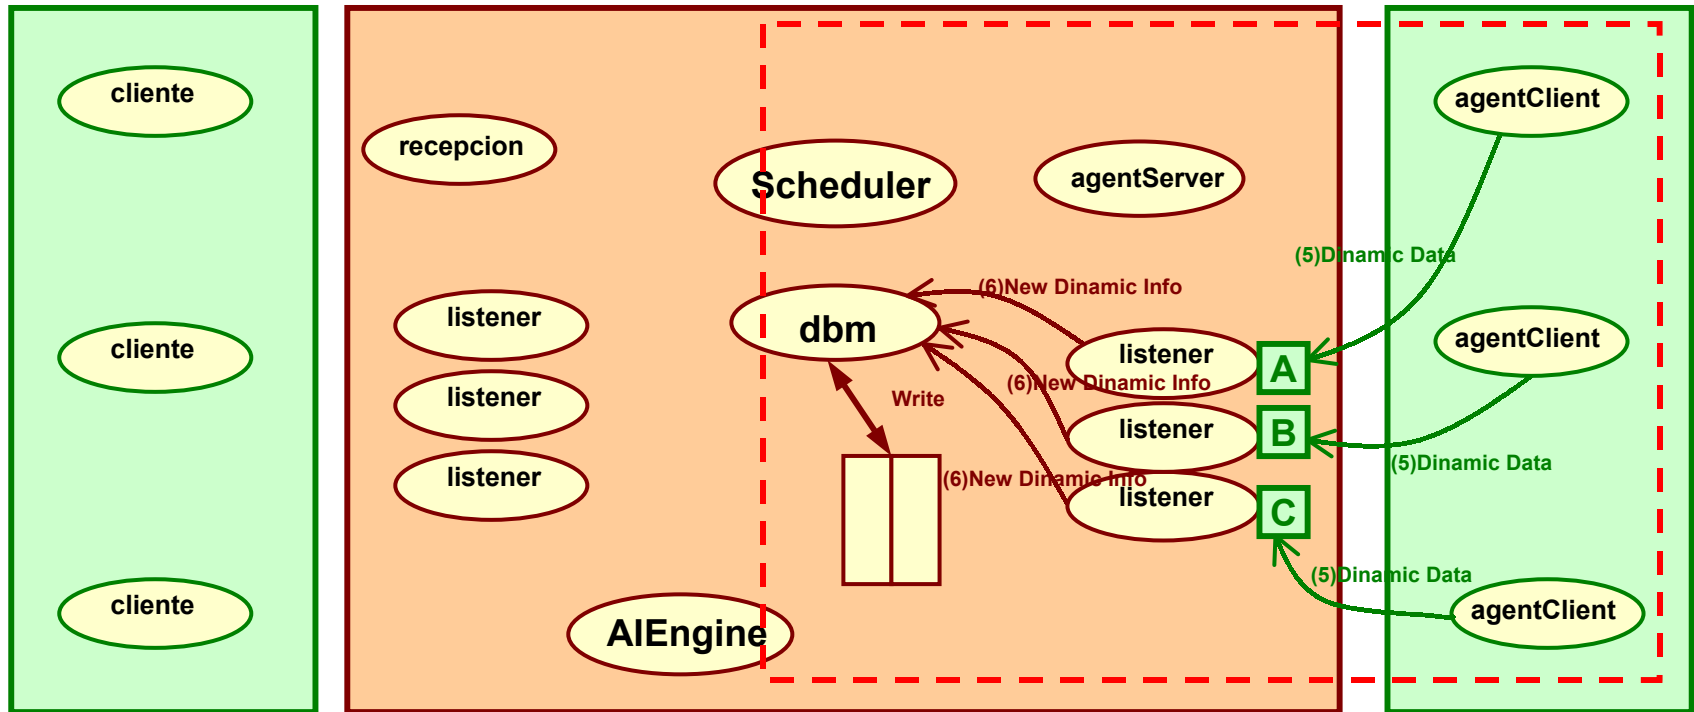 cliente
cliente
cliente
recepcion
Scheduler
agentServer
listener
listener
listener
dbm
Write
AIEngine
(6)New Dinamic Info
(6)New Dinamic Info
(6)New Dinamic Info
listener
A
listener
B
listener
C
agentClient
(5)Dinamic Data
agentClient
(5)Dinamic Data
(5)Dinamic Data
agentClient